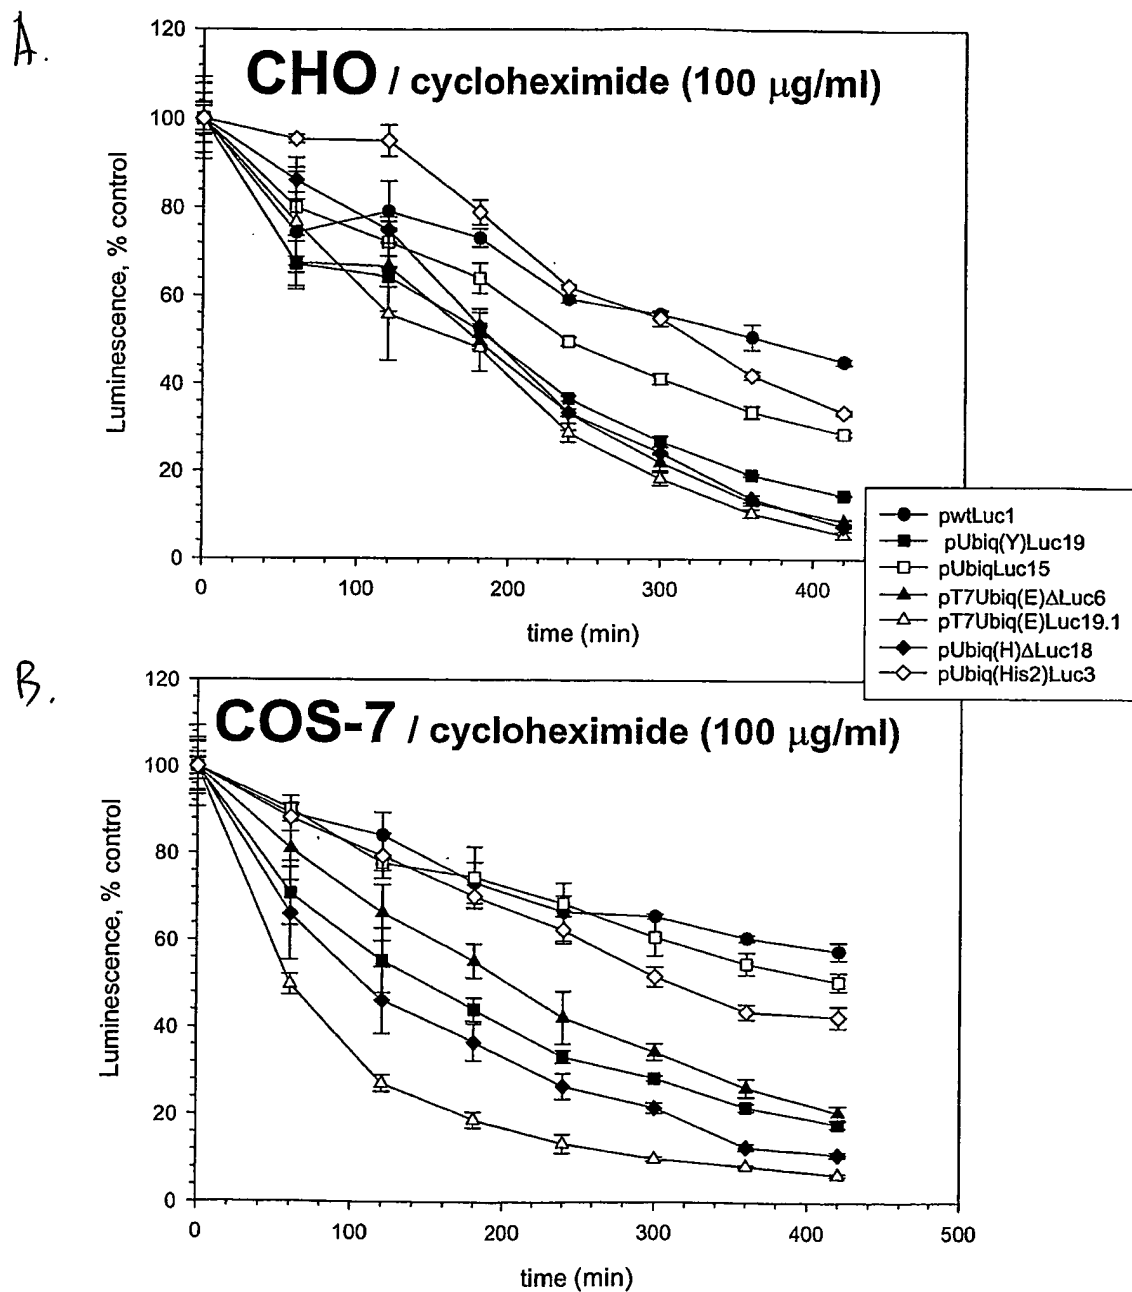 A.
CHO / cycloheximide (100 μg/ml)
Luminescence, % control
120
100
80
60
40
20
0
0 100 200 300 400
time (min)
pwtLuc1
pUbiq(Y)Luc19
pUbiqLuc15
pT7Ubiq(E)ΔLuc6
pT7Ubiq(E)Luc19.1
pUbiq(H)ΔLuc18
pUbiq(His2)Luc3
B.
COS-7 / cycloheximide (100 μg/ml)
Luminescence, % control
120
100
80
60
40
20
0
0 100 200 300 400 500
time (min)